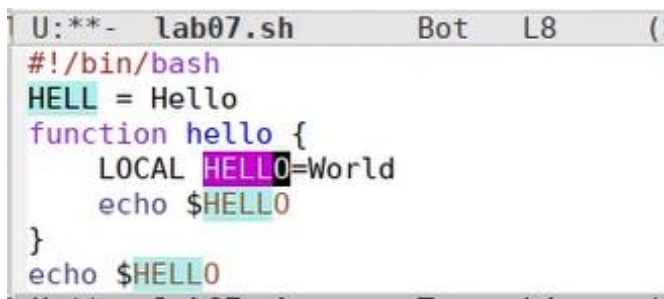 U:**- lab07.sh Bot L8
#!/bin/bash
HELL = Hello
function hello {
    LOCAL HELLO=World
    echo $HELLO
}
echo $HELLO